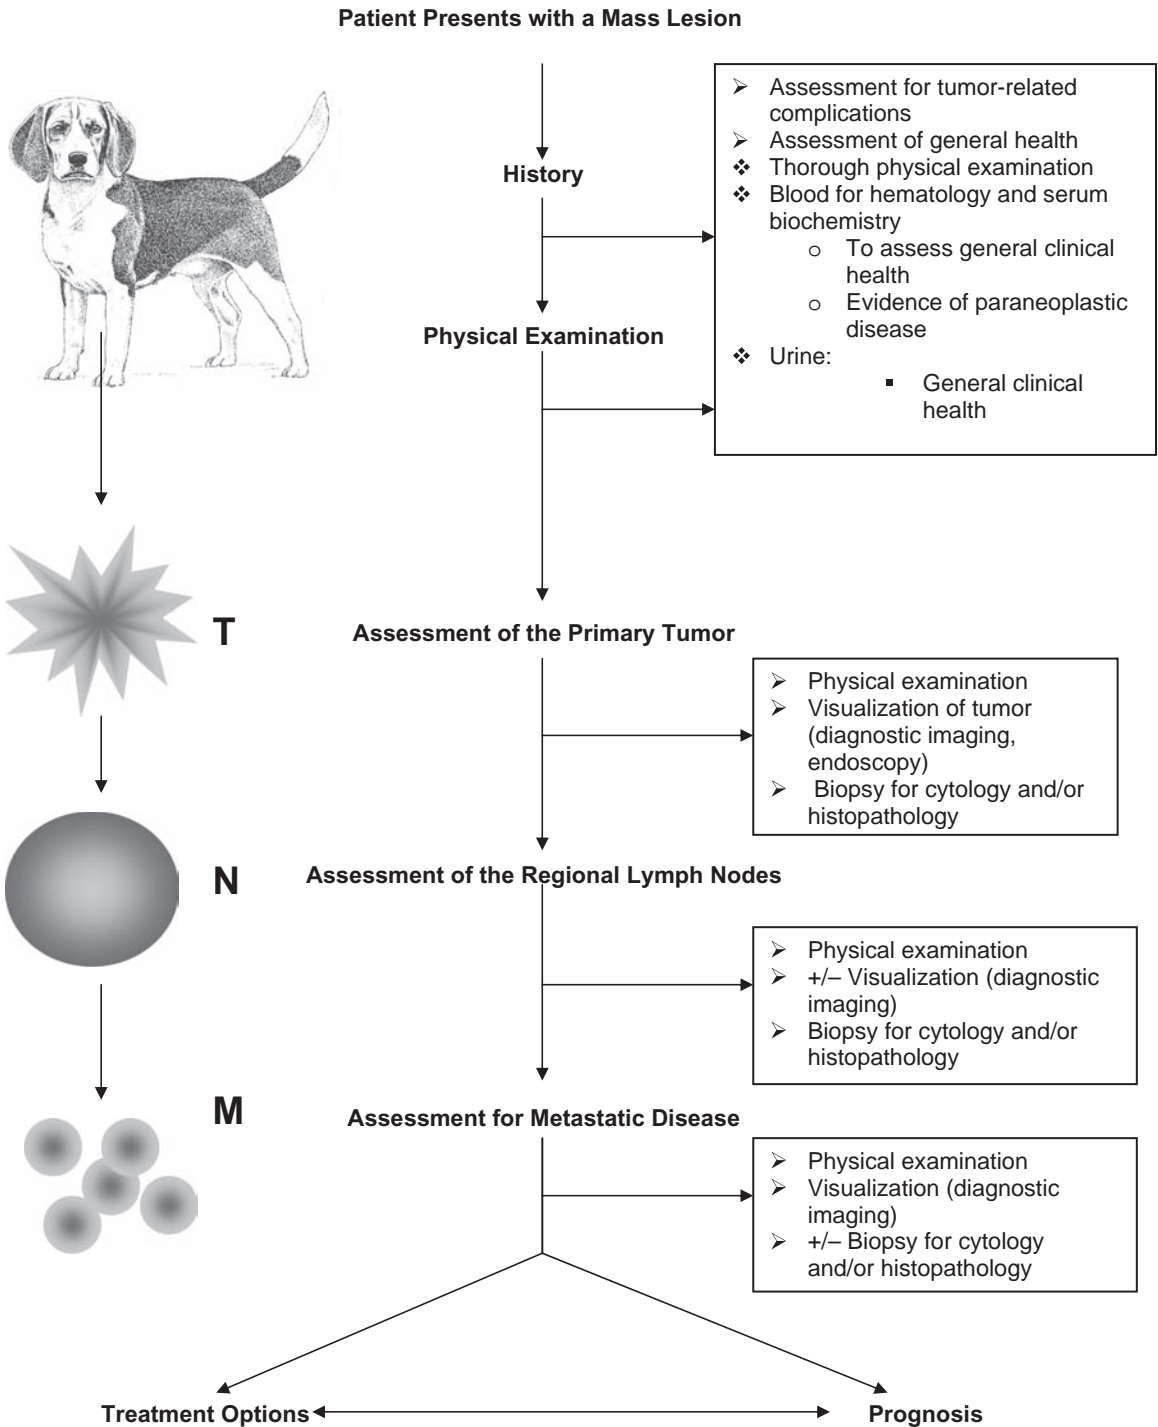 Patient Presents with a Mass Lesion
➢ Assessment for tumor-related
complications
➢ Assessment of general health
❖ Thorough physical examination
❖ Blood for hematology and serum
biochemistry
o To assess general clinical
health
o Evidence of paraneoplastic
disease
❖ Urine:
▪ General clinical
health
History
Physical Examination
T
Assessment of the Primary Tumor
➢ Physical examination
➢ Visualization of tumor
(diagnostic imaging,
endoscopy)
➢ Biopsy for cytology and/or
histopathology
N
Assessment of the Regional Lymph Nodes
➢ Physical examination
➢ +/– Visualization (diagnostic
imaging)
➢ Biopsy for cytology and/or
histopathology
M
Assessment for Metastatic Disease
➢ Physical examination
➢ Visualization (diagnostic
imaging)
➢ +/– Biopsy for cytology
and/or histopathology
Treatment Options
Prognosis